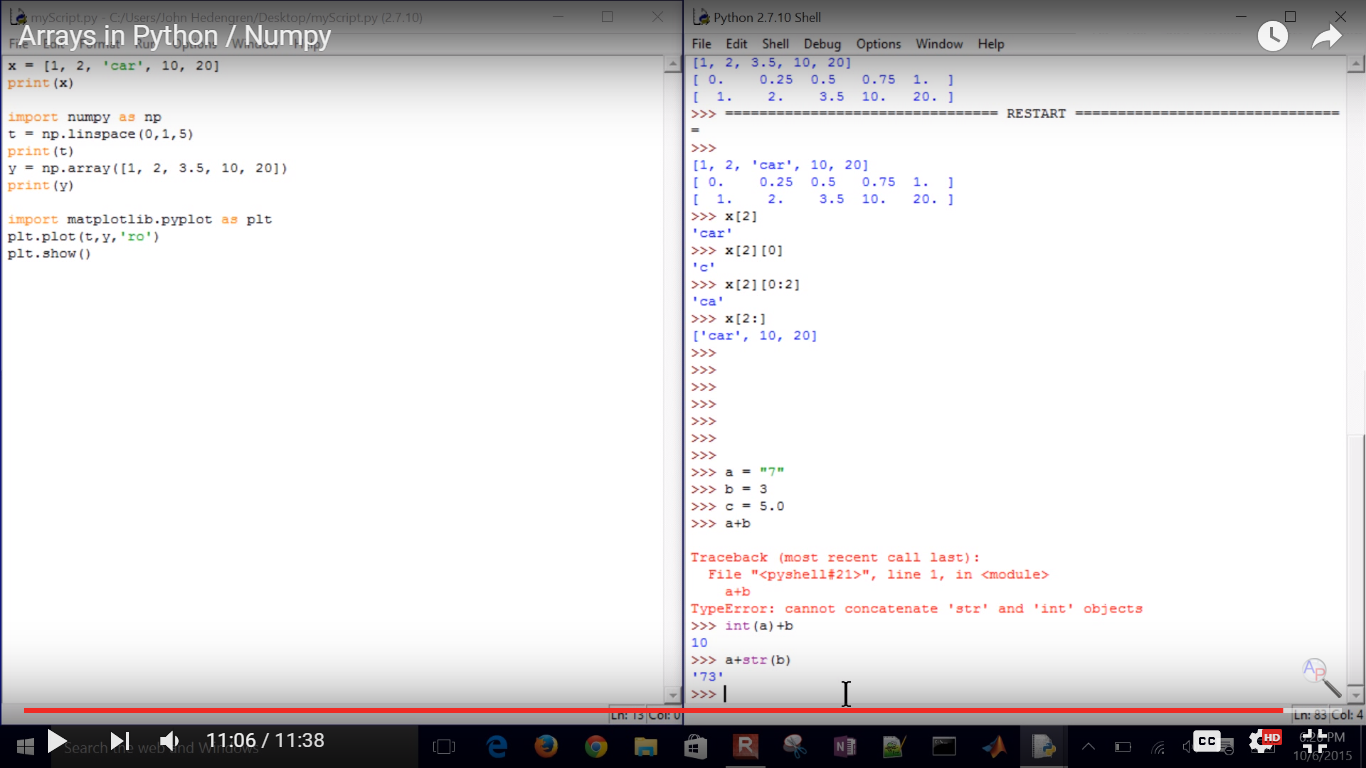 myScript.py - C:/Users/John Hedengren/Desktop/myScript.py (2.7.10)
Arrays in Python / Numpy
File Edit Format Run Options Window Help
x = [1, 2, 'car', 10, 20]
print(x)
import numpy as np
t = np.linspace(0,1,5)
print(t)
y = np.array([1, 2, 3.5, 10, 20])
print(y)
import matplotlib.pyplot as plt
plt.plot(t,y,'ro')
plt.show()
Ln: 13 Col: 0
Python 2.7.10 Shell
File Edit Shell Debug Options Window Help
[1, 2, 3.5, 10, 20]
[ 0.    0.25  0.5   0.75  1.  ]
[  1.    2.    3.5  10.   20. ]
>>> ================================ RESTART ================================
=
>>>
[1, 2, 'car', 10, 20]
[ 0.    0.25  0.5   0.75  1.  ]
[  1.    2.    3.5  10.   20. ]
>>> x[2]
'car'
>>> x[2][0]
'c'
>>> x[2][0:2]
'ca'
>>> x[2:]
['car', 10, 20]
>>>
>>>
>>>
>>>
>>>
>>>
>>>
>>> a = "7"
>>> b = 3
>>> c = 5.0
>>> a+b
Traceback (most recent call last):
File "<pyshell#21>", line 1, in <module>
a+b
TypeError: cannot concatenate 'str' and 'int' objects
>>> int(a)+b
10
>>> a+str(b)
'73'
>>>
AP
Ln: 83 Col: 4
Search the web and Windows
11:06 / 11:38
R
N
CC
HD
6:26 PM
10/6/2015